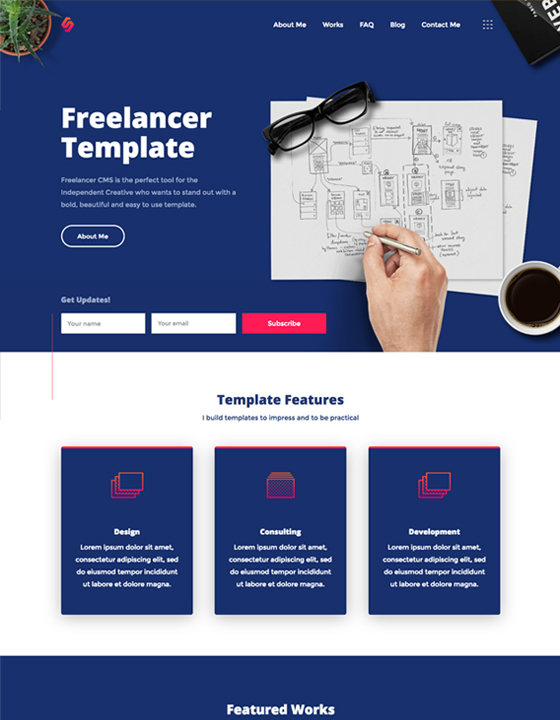 About Me
Works
FAQ
Blog
Contact Me
Freelancer
Template
Freelancer CMS is the perfect tool for the
Independent Creative who wants to stand out with a
bold, beautiful and easy to use template.
About Me
Get Updates!
Your name
Your email
Subscribe
Template Features
I build templates to impress and to be practical
Design
Lorem ipsum dolor sit amet,
consectetur adipiscing elit, sed
do eiusmod tempor incididunt
ut labore et dolore magna.
Consulting
Lorem ipsum dolor sit amet,
consectetur adipiscing elit, sed
do eiusmod tempor incididunt
ut labore et dolore magna.
Development
Lorem ipsum dolor sit amet,
consectetur adipiscing elit, sed
do eiusmod tempor incididunt
ut labore et dolore magna.
Featured Works